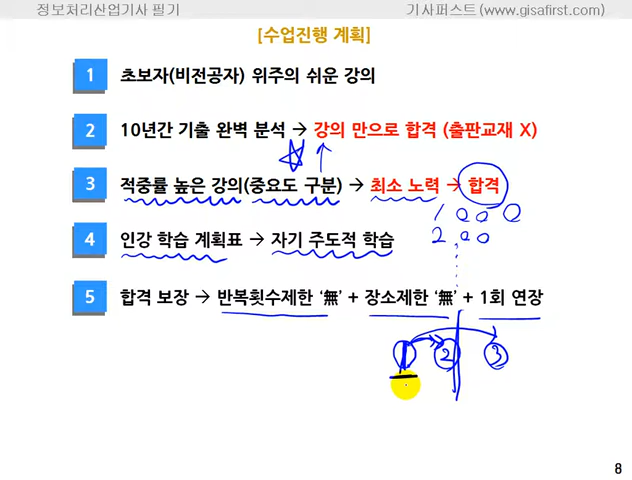 정보처리산업기사 필기
기사퍼스트(www.gisafirst.com)
[수업진행 계획]
1 초보자(비전공자) 위주의 쉬운 강의
2 10년간 기출 완벽 분석 → 강의 만으로 합격 (출판교재 X)
3 적중률 높은 강의(중요도 구분) → 최소 노력 → 합격
1 0 0 0
2 0 0
4 인강 학습 계획표 → 자기 주도적 학습
5 합격 보장 → 반복횟수제한 ‘無’ + 장소제한 ‘無’ + 1회 연장
① ② ③
8